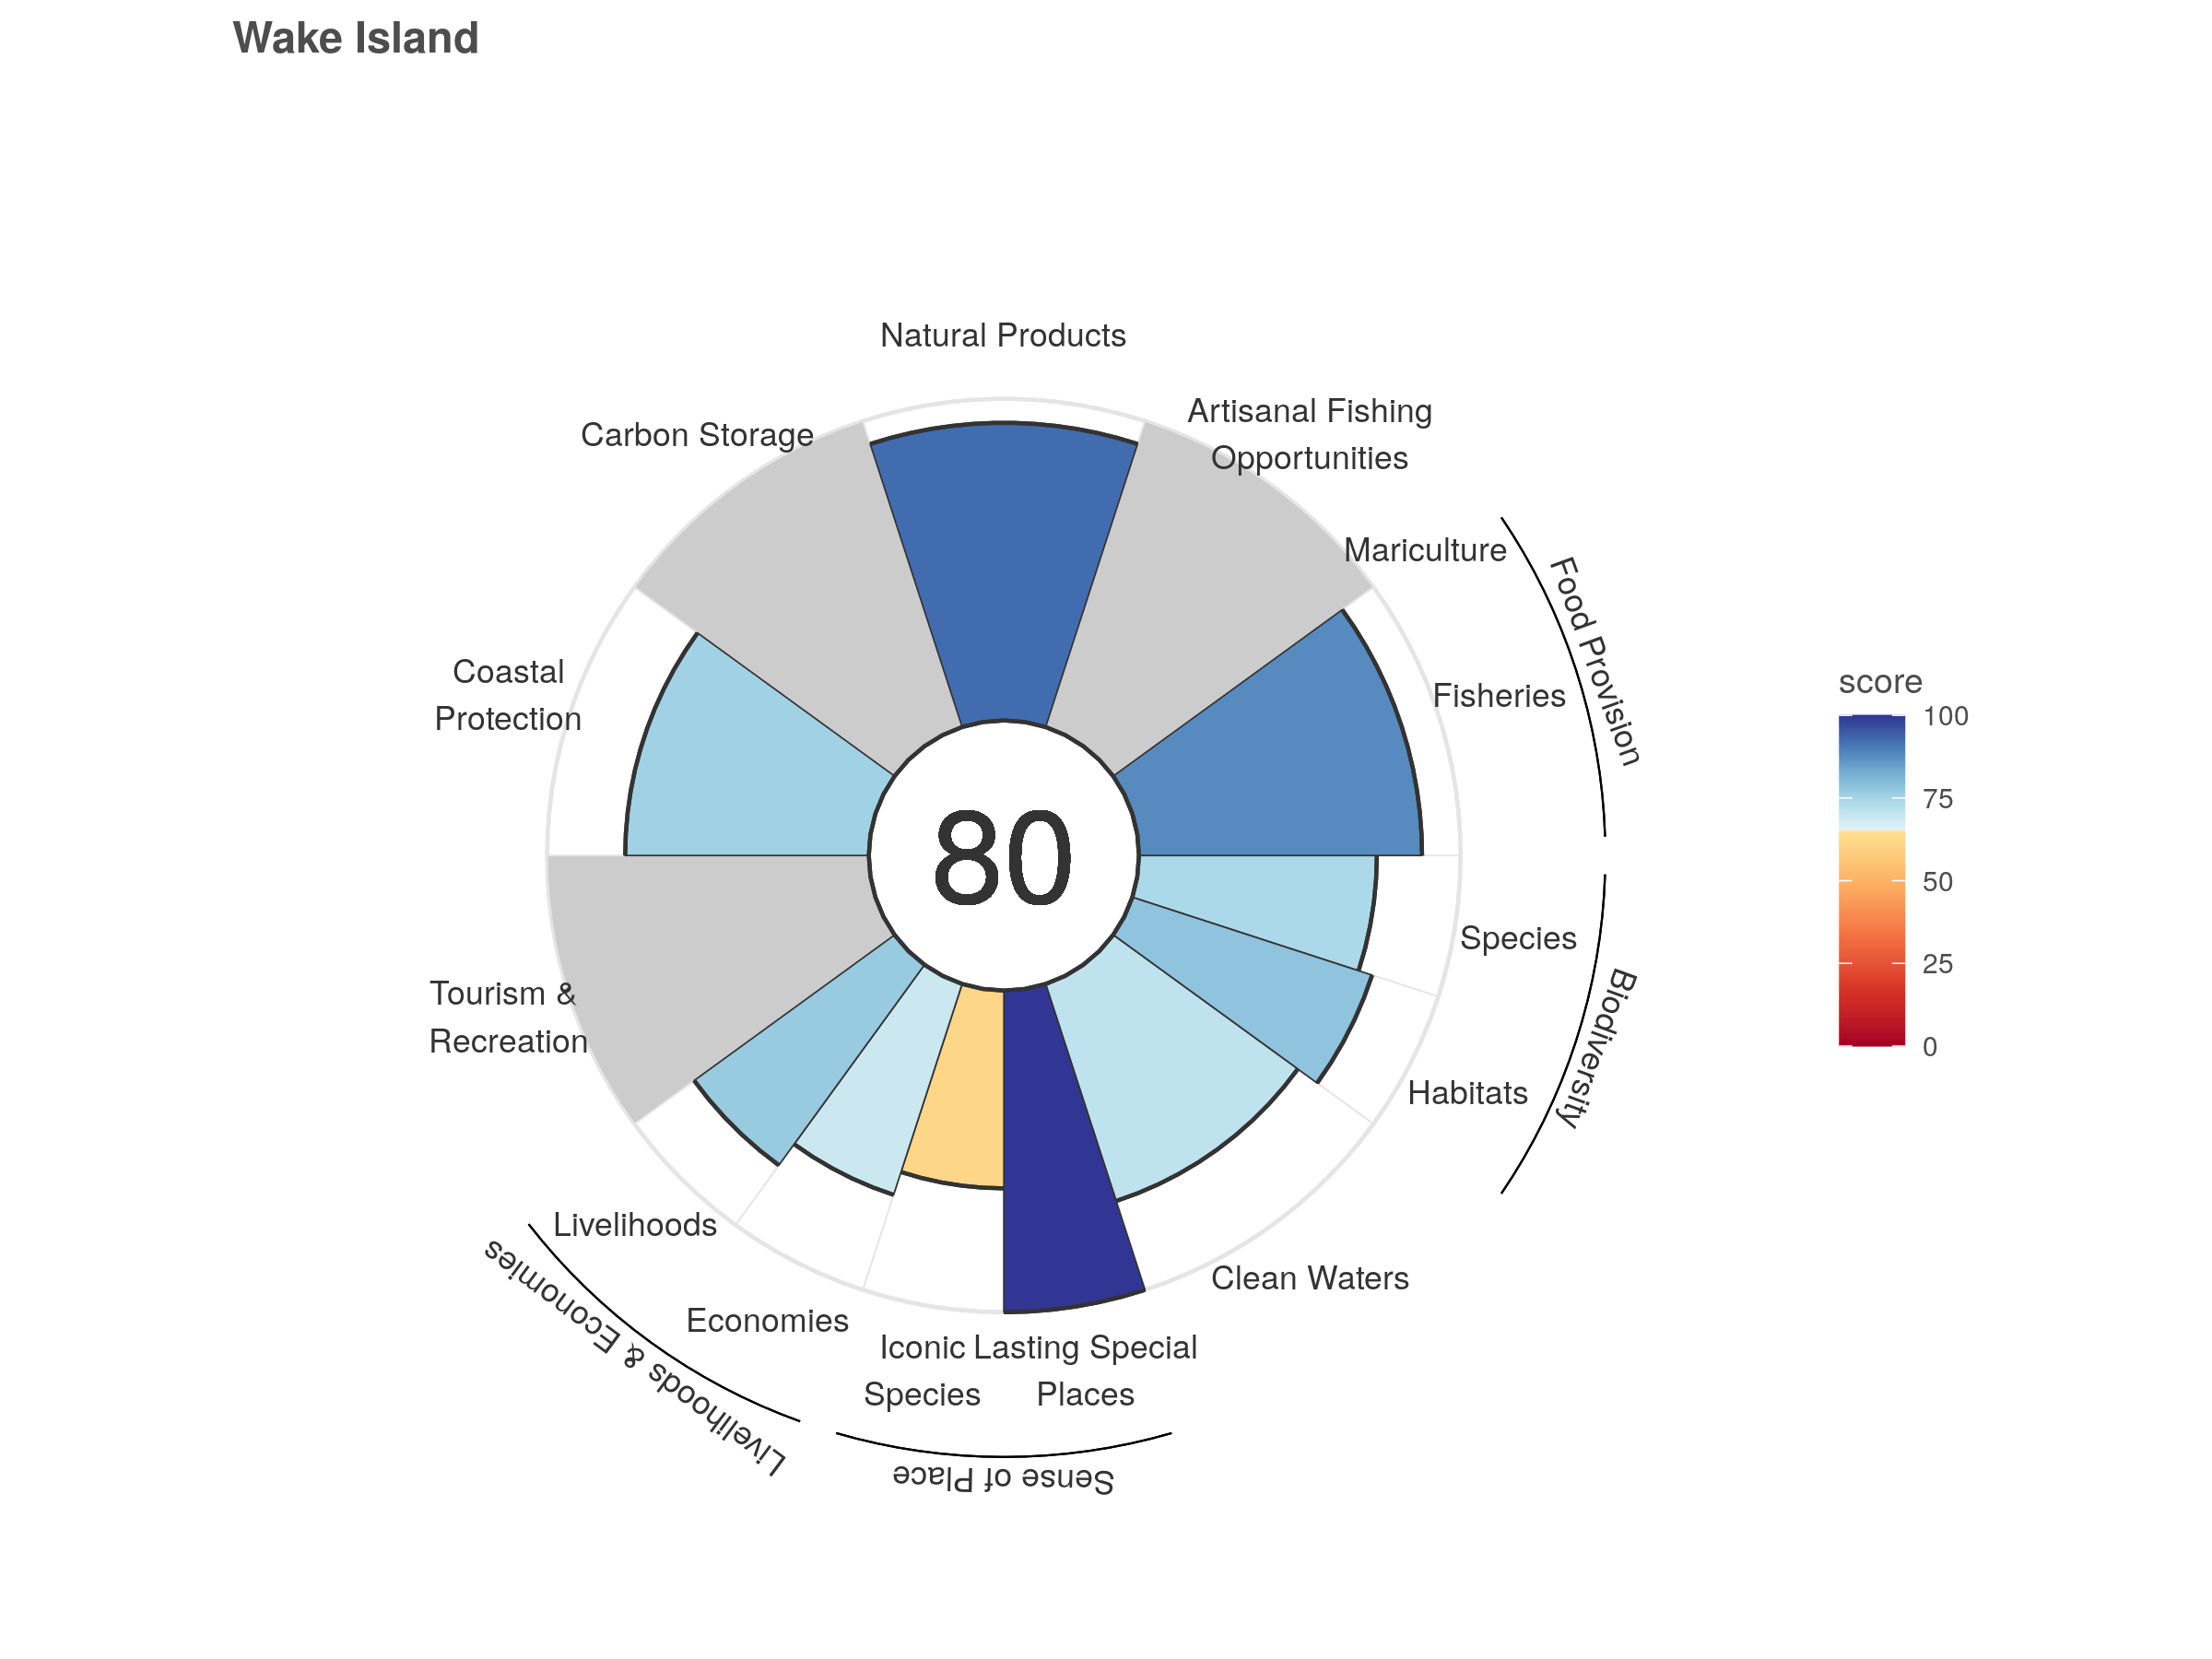 Wake Island
Natural Products
Artisanal Fishing
Opportunities
Carbon Storage
Mariculture
Food Provision
Fisheries
Coastal
Protection
score
100
75
50
25
0
80
Species
Biodiversity
Habitats
Tourism &
Recreation
Livelihoods
Livelihoods & Economies
Economies
Clean Waters
Iconic
Species
Lasting Special
Places
Sense of Place